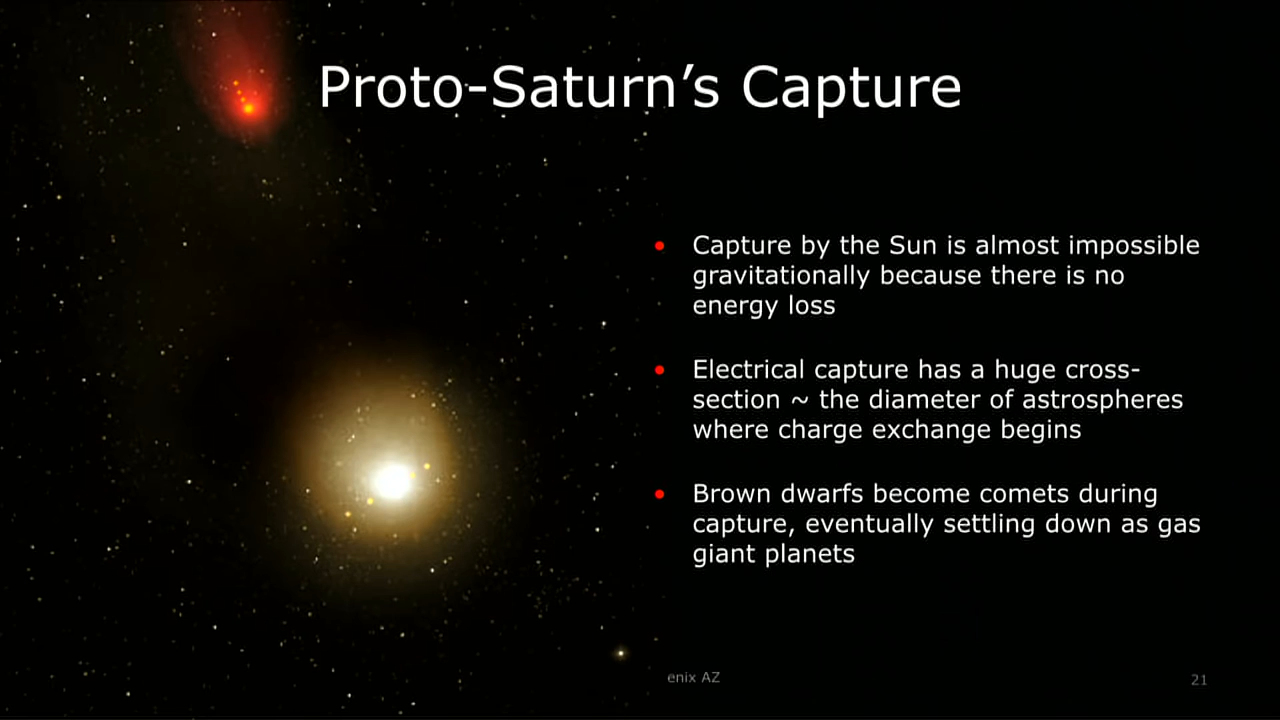 Proto-Saturn’s Capture
• Capture by the Sun is almost impossible
gravitationally because there is no
energy loss
• Electrical capture has a huge cross-
section ~ the diameter of astrospheres
where charge exchange begins
• Brown dwarfs become comets during
capture, eventually settling down as gas
giant planets
enix AZ
21